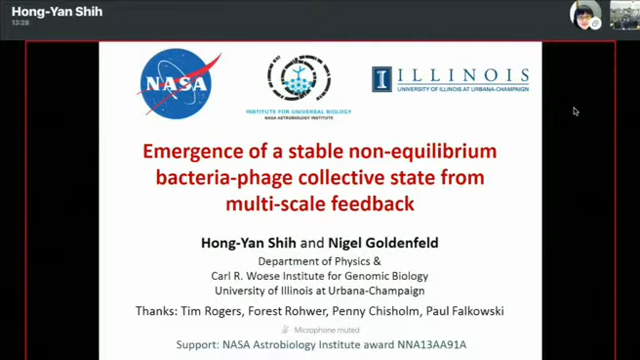 Hong-Yan Shih
13:28
NASA
INSTITUTE FOR UNIVERSAL BIOLOGY
NASA ASTROBIOLOGY INSTITUTE
I ILLINOIS
UNIVERSITY OF ILLINOIS AT URBANA-CHAMPAIGN
Emergence of a stable non-equilibrium
bacteria-phage collective state from
multi-scale feedback
Hong-Yan Shih and Nigel Goldenfeld
Department of Physics &
Carl R. Woese Institute for Genomic Biology
University of Illinois at Urbana-Champaign
Thanks: Tim Rogers, Forest Rohwer, Penny Chisholm, Paul Falkowski
Microphone muted
Support: NASA Astrobiology Institute award NNA13AA91A